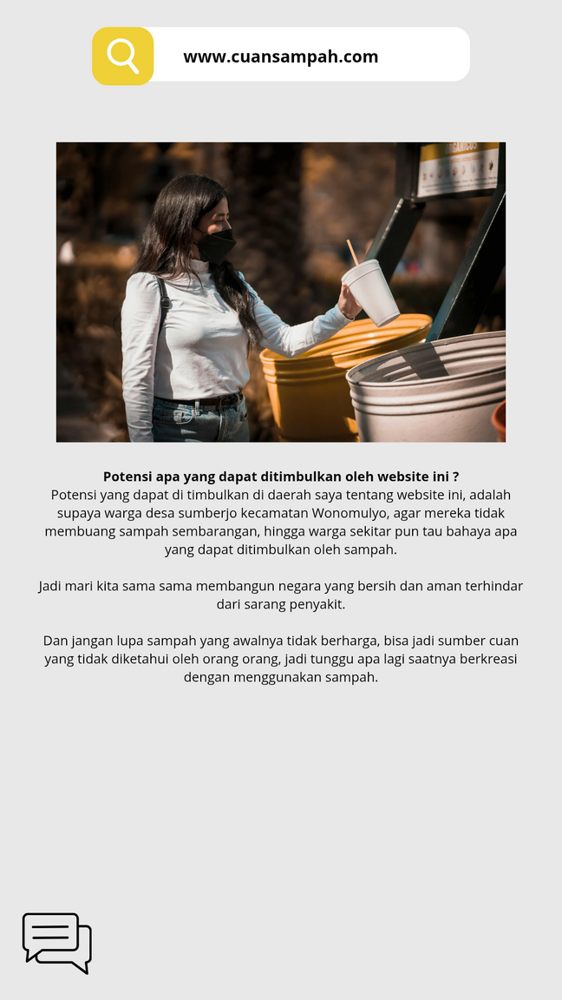 www.cuansampah.com
Potensi apa yang dapat ditimbulkan oleh website ini ?
Potensi yang dapat di timbulkan di daerah saya tentang website ini, adalah
supaya warga desa sumberjo kecamatan Wonomulyo, agar mereka tidak
membuang sampah sembarangan, hingga warga sekitar pun tau bahaya apa
yang dapat ditimbulkan oleh sampah.
Jadi mari kita sama sama membangun negara yang bersih dan aman terhindar
dari sarang penyakit.
Dan jangan lupa sampah yang awalnya tidak berharga, bisa jadi sumber cuan
yang tidak diketahui oleh orang orang, jadi tunggu apa lagi saatnya berkreasi
dengan menggunakan sampah.